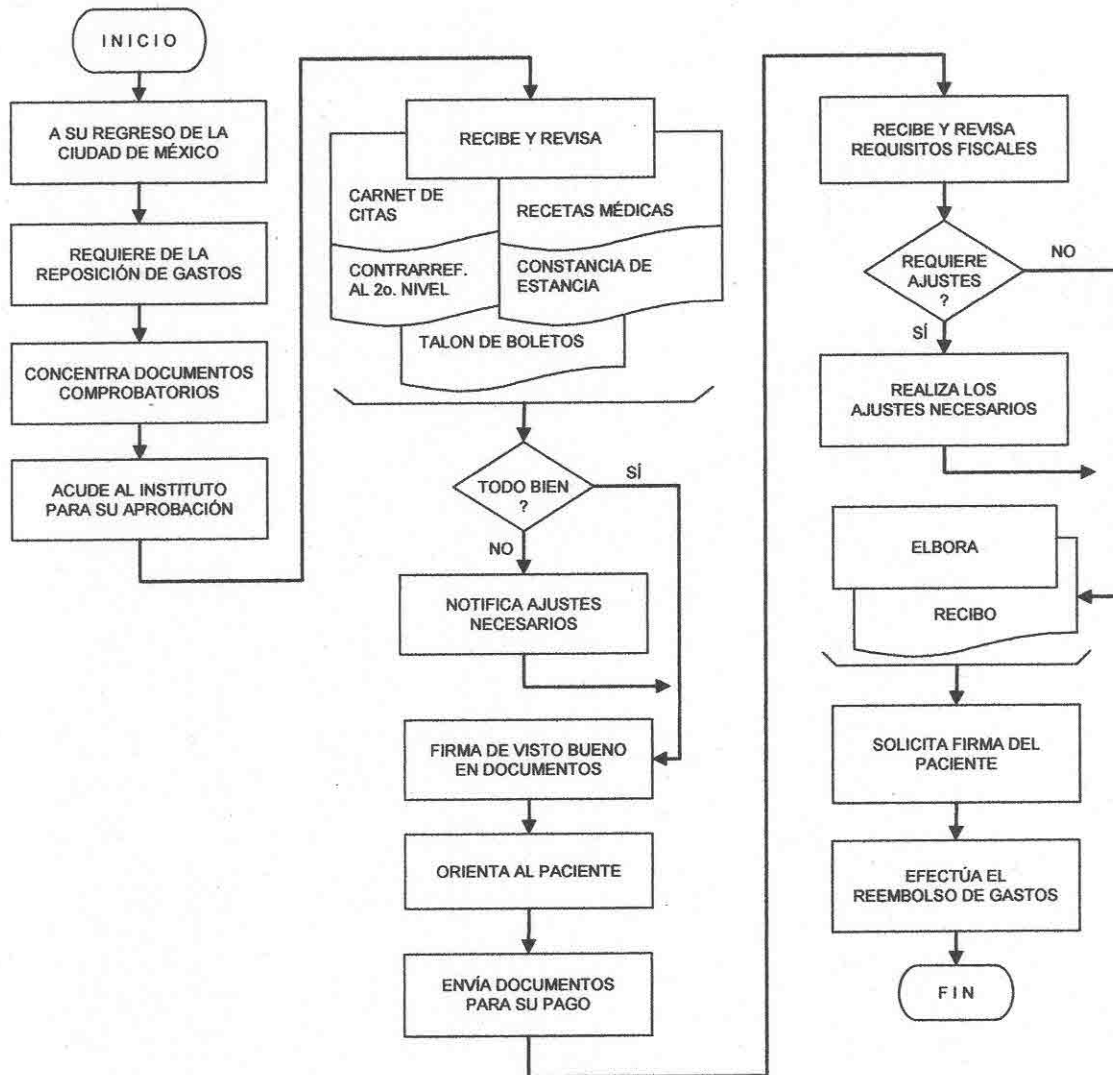 INICIO
A SU REGRESO DE LA
CIUDAD DE MÉXICO
REQUIERE DE LA
REPOSICIÓN DE GASTOS
CONCENTRA DOCUMENTOS
COMPROBATORIOS
ACUDE AL INSTITUTO
PARA SU APROBACIÓN
RECIBE Y REVISA
CARNET DE
CITAS
RECETAS MÉDICAS
CONTRARREF.
AL 2o. NIVEL
CONSTANCIA DE
ESTANCIA
TALON DE BOLETOS
TODO BIEN
?
SÍ
NO
NOTIFICA AJUSTES
NECESARIOS
FIRMA DE VISTO BUENO
EN DOCUMENTOS
ORIENTA AL PACIENTE
ENVÍA DOCUMENTOS
PARA SU PAGO
RECIBE Y REVISA
REQUISITOS FISCALES
REQUIERE
AJUSTES
?
NO
SÍ
REALIZA LOS
AJUSTES NECESARIOS
ELBORA
RECIBO
SOLICITA FIRMA DEL
PACIENTE
EFECTÚA EL
REEMBOLSO DE GASTOS
FIN